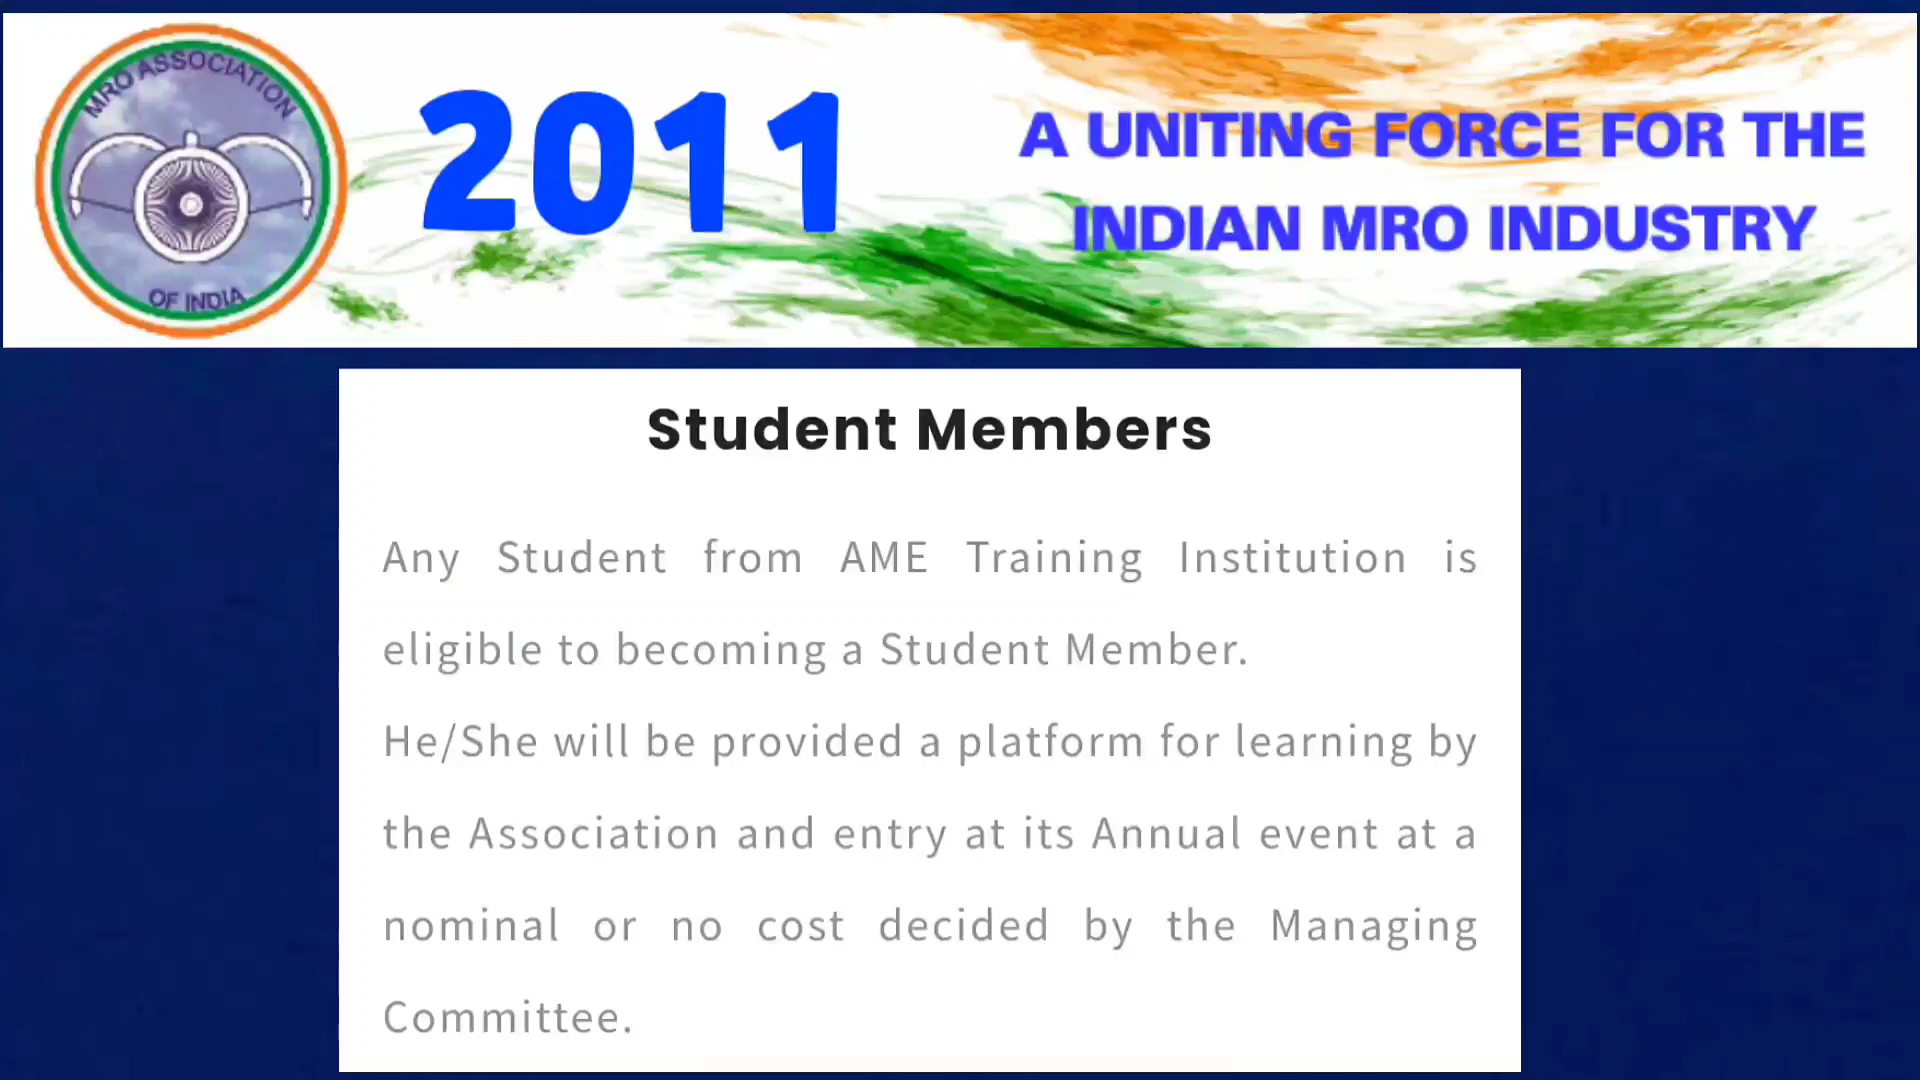 MRO ASSOCIATION
OF INDIA
2011
A UNITING FORCE FOR THE
INDIAN MRO INDUSTRY
Student Members
Any Student from AME Training Institution is
eligible to becoming a Student Member.
He/She will be provided a platform for learning by
the Association and entry at its Annual event at a
nominal or no cost decided by the Managing
Committee.